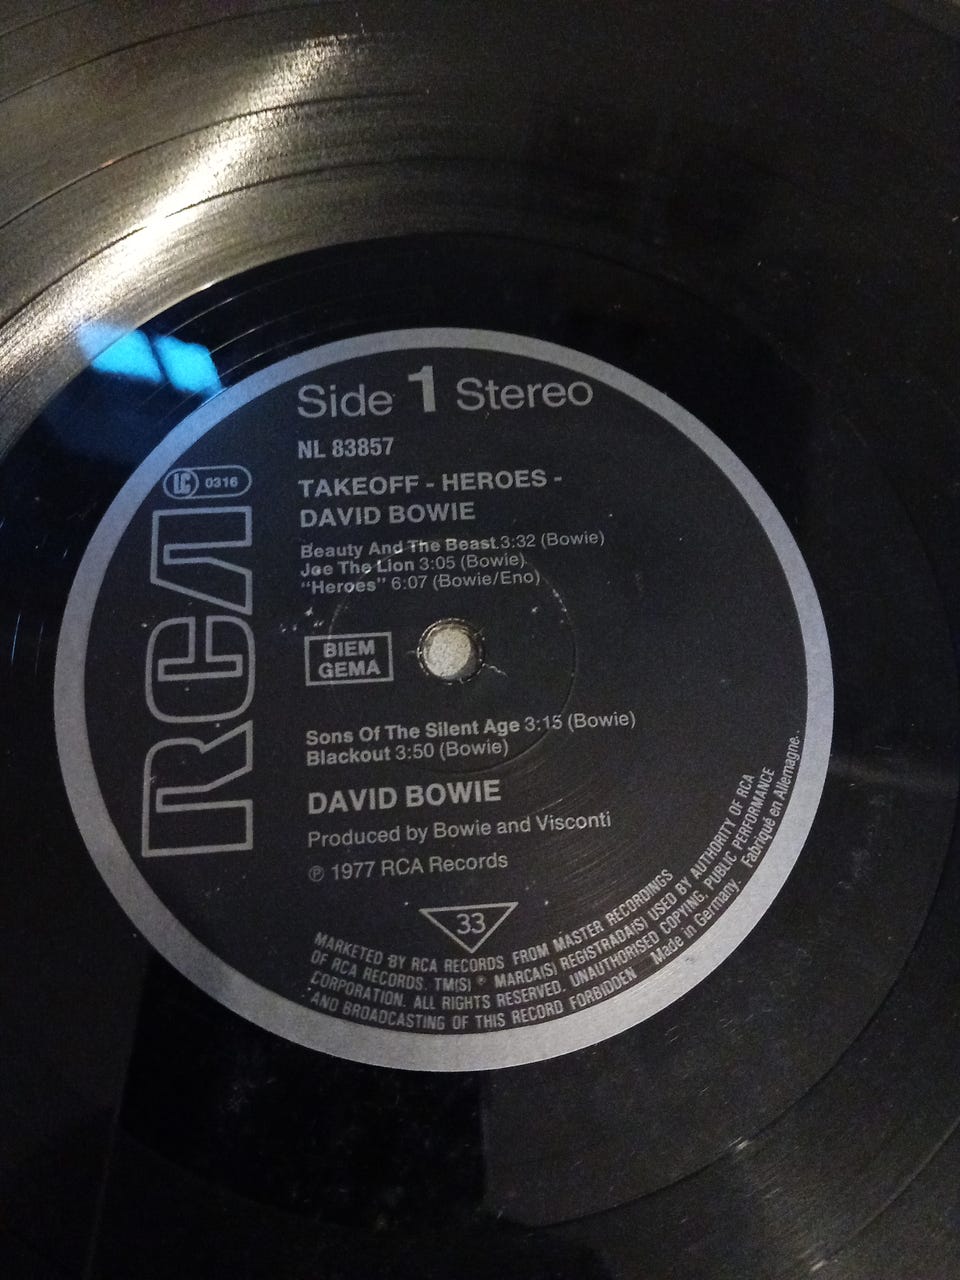 Side 1 Stereo
NL 83857
LC 0316
RCA
TAKEOFF - HEROES -
DAVID BOWIE
Beauty And The Beast 3:32 (Bowie)
Joe The Lion 3:05 (Bowie)
“Heroes” 6:07 (Bowie/Eno)
BIEM
GEMA
Sons Of The Silent Age 3:15 (Bowie)
Blackout 3:50 (Bowie)
DAVID BOWIE
Produced by Bowie and Visconti
℗ 1977 RCA Records
33
MARKETED BY RCA RECORDS FROM MASTER RECORDINGS
OF RCA RECORDS. TM(S) ® MARCA(S) REGISTRADA(S) USED BY AUTHORITY OF RCA
CORPORATION. ALL RIGHTS RESERVED. UNAUTHORISED COPYING, PUBLIC PERFORMANCE
AND BROADCASTING OF THIS RECORD FORBIDDEN Made in Germany. Fabriqué en Allemagne.